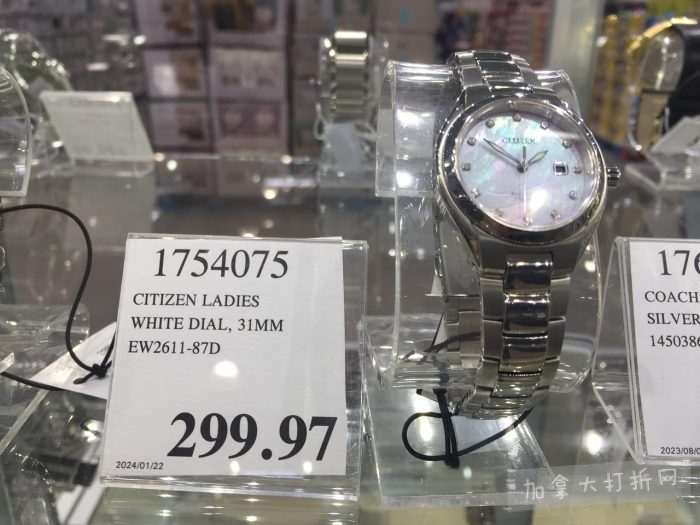 CITIZEN
1754075
CITIZEN LADIES
WHITE DIAL, 31MM
EW2611-87D
299.97
2024/01/22
176
COACH
SILVER
1450386
2023/08/0
加拿大打折网